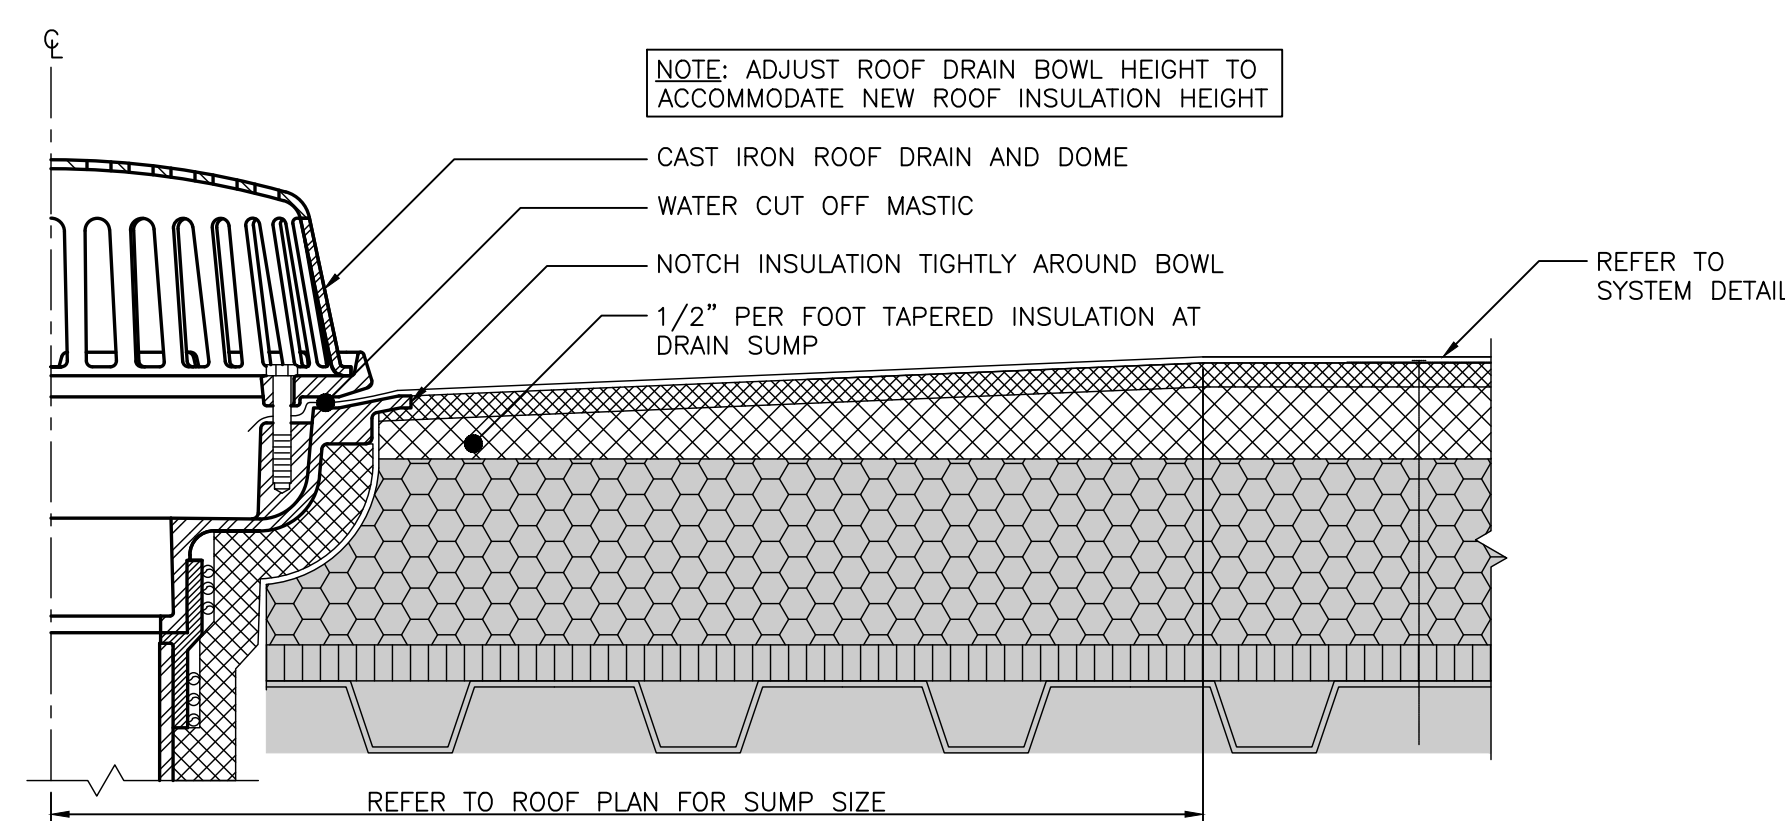 ℄
NOTE: ADJUST ROOF DRAIN BOWL HEIGHT TO
ACCOMMODATE NEW ROOF INSULATION HEIGHT
CAST IRON ROOF DRAIN AND DOME
WATER CUT OFF MASTIC
NOTCH INSULATION TIGHTLY AROUND BOWL
1/2" PER FOOT TAPERED INSULATION AT
DRAIN SUMP
REFER TO
SYSTEM DETAIL
REFER TO ROOF PLAN FOR SUMP SIZE